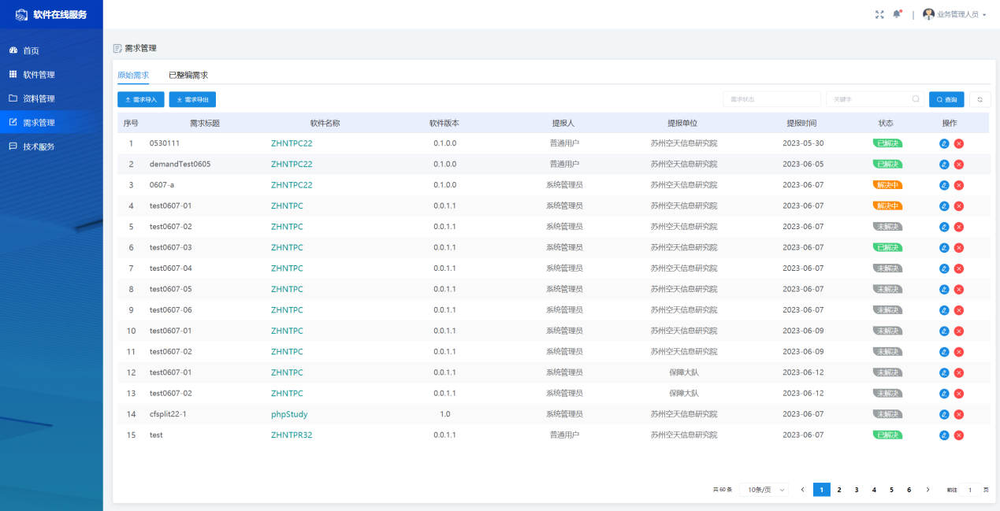 软件在线服务
业务管理人员
首页
软件管理
资料管理
需求管理
技术服务
需求管理
原始需求 已整编需求
需求导入 需求导出 需求状态 关键字 查询
序号 需求标题 软件名称 软件版本 提报人 提报单位 提报时间 状态 操作
1 0530111 ZHNTPC22 0.1.0.0 普通用户 苏州空天信息研究院 2023-05-30 已解决
2 demandTest0605 ZHNTPC22 0.1.0.0 普通用户 苏州空天信息研究院 2023-06-05 已解决
3 0607-a ZHNTPC22 0.1.0.0 系统管理员 苏州空天信息研究院 2023-06-07 解决中
4 test0607-01 ZHNTPC 0.0.1.1 系统管理员 苏州空天信息研究院 2023-06-07 解决中
5 test0607-02 ZHNTPC 0.0.1.1 系统管理员 苏州空天信息研究院 2023-06-07 未解决
6 test0607-03 ZHNTPC 0.0.1.1 系统管理员 苏州空天信息研究院 2023-06-07 已解决
7 test0607-04 ZHNTPC 0.0.1.1 系统管理员 苏州空天信息研究院 2023-06-07 未解决
8 test0607-05 ZHNTPC 0.0.1.1 系统管理员 苏州空天信息研究院 2023-06-07 未解决
9 test0607-06 ZHNTPC 0.0.1.1 系统管理员 苏州空天信息研究院 2023-06-07 未解决
10 test0607-01 ZHNTPC 0.0.1.1 系统管理员 苏州空天信息研究院 2023-06-09 未解决
11 test0607-02 ZHNTPC 0.0.1.1 系统管理员 苏州空天信息研究院 2023-06-09 未解决
12 test0607-01 ZHNTPC 0.0.1.1 系统管理员 保障大队 2023-06-12 未解决
13 test0607-02 ZHNTPC 0.0.1.1 系统管理员 保障大队 2023-06-12 未解决
14 cfsplit22-1 phpStudy 1.0 系统管理员 苏州空天信息研究院 2023-06-07 未解决
15 test ZHNTPR32 0.0.1.1 普通用户 苏州空天信息研究院 2023-06-07 已解决
共 60 条 10条/页 1 2 3 4 5 6 前往 1 页